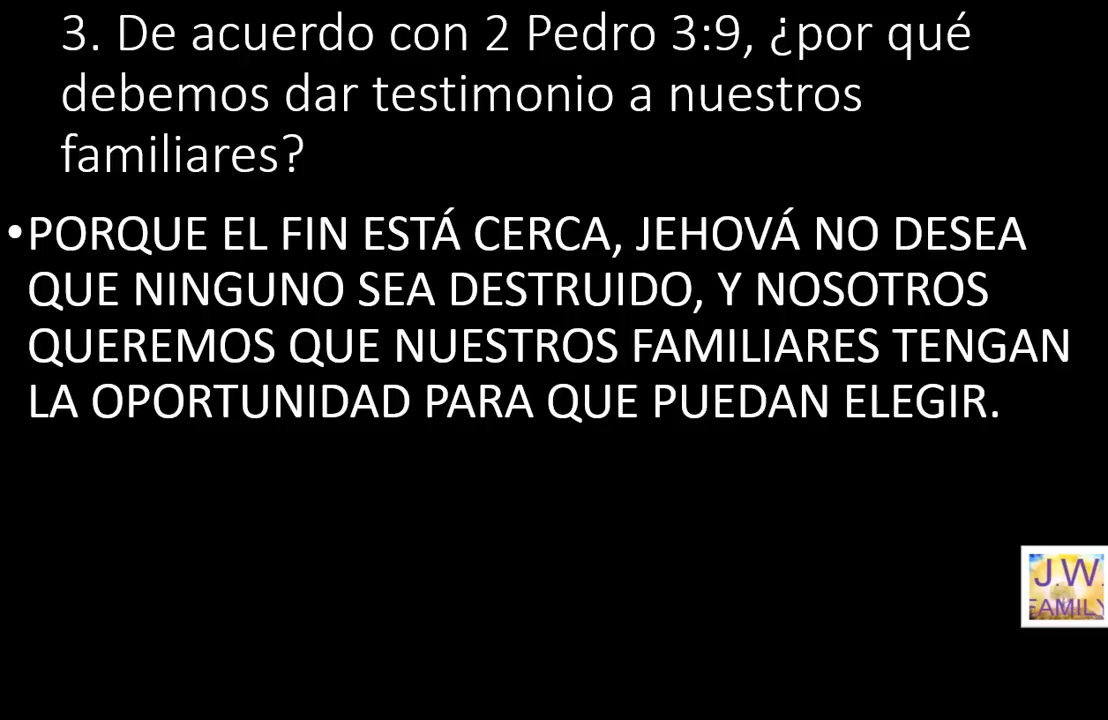 3. De acuerdo con 2 Pedro 3:9, ¿por qué
debemos dar testimonio a nuestros
familiares?
•PORQUE EL FIN ESTÁ CERCA, JEHOVÁ NO DESEA
QUE NINGUNO SEA DESTRUIDO, Y NOSOTROS
QUEREMOS QUE NUESTROS FAMILIARES TENGAN
LA OPORTUNIDAD PARA QUE PUEDAN ELEGIR.
J.W.
FAMILY